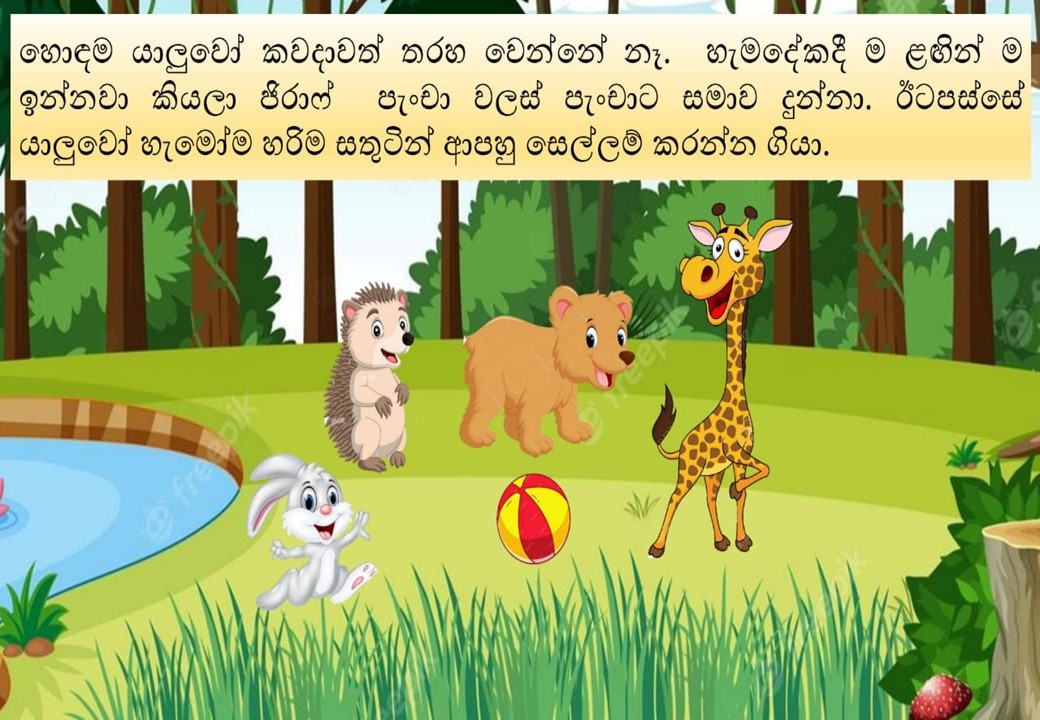 හොඳම යාලුවෝ කවදාවත් තරහ වෙන්නේ නෑ. හැමදේකදී ම ළඟින් ම
ඉන්නවා කියලා ජිරාෆ් පැංචා වලස් පැංචාට සමාව දුන්නා. ඊටපස්සේ
යාලුවෝ හැමෝම හරිම සතුටින් ආපහු සෙල්ලම් කරන්න ගියා.
freepik
freepik